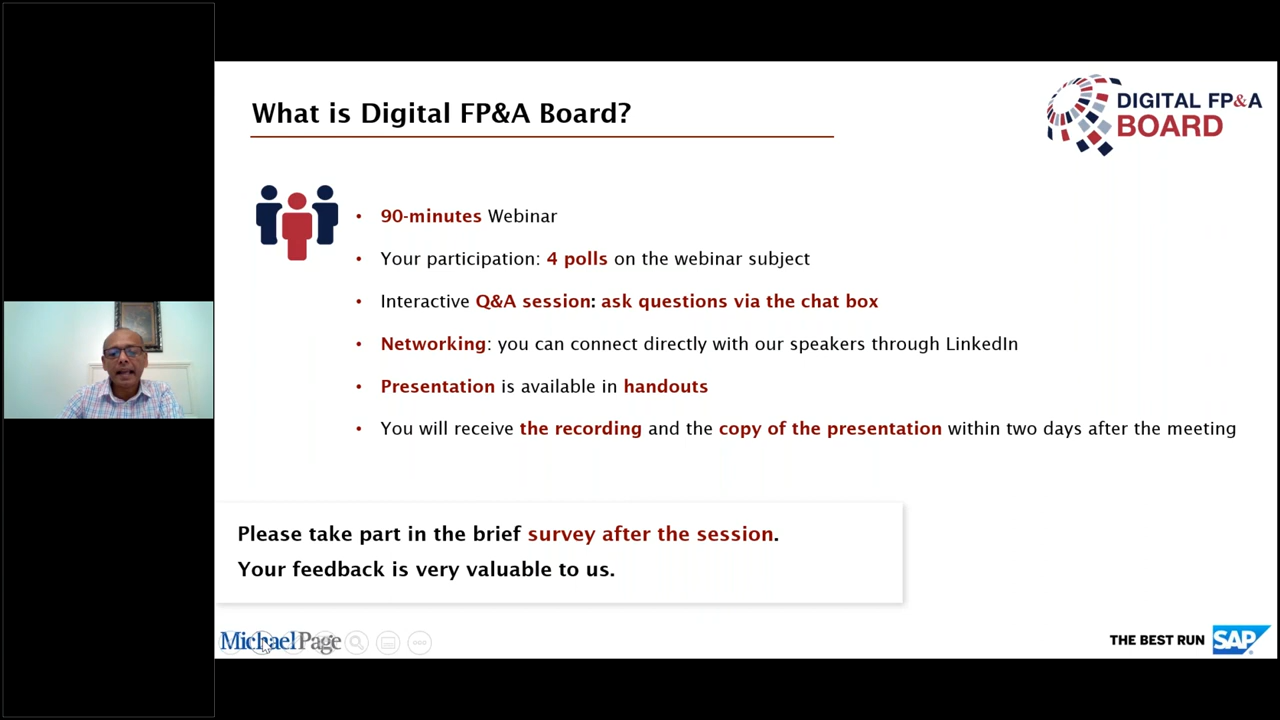 What is Digital FP&A Board?
DIGITAL FP&A
BOARD
• 90-minutes Webinar
• Your participation: 4 polls on the webinar subject
• Interactive Q&A session: ask questions via the chat box
• Networking: you can connect directly with our speakers through LinkedIn
• Presentation is available in handouts
• You will receive the recording and the copy of the presentation within two days after the meeting
Please take part in the brief survey after the session.
Your feedback is very valuable to us.
MichaelPage
THE BEST RUN SAP